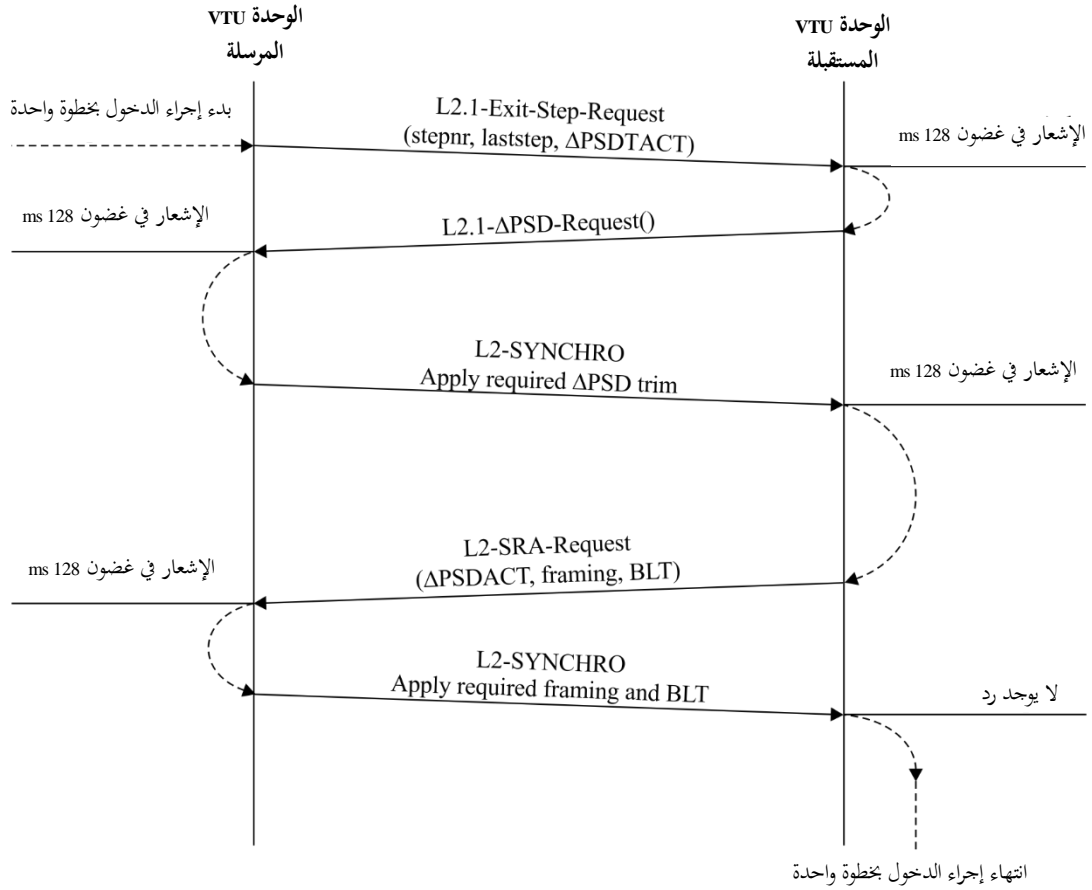 الوحدة VTU
المرسلة
الوحدة VTU
المستقبلة
بدء إجراء الدخول بخطوة واحدة
L2.1-Exit-Step-Request
(stepnr, laststep, ΔPSDTACT)
الإشعار في غضون 128 ms
الإشعار في غضون 128 ms
L2.1-ΔPSD-Request()
L2-SYNCHRO
Apply required ΔPSD trim
الإشعار في غضون 128 ms
L2-SRA-Request
(ΔPSDACT, framing, BLT)
الإشعار في غضون 128 ms
L2-SYNCHRO
Apply required framing and BLT
لا يوجد رد
انتهاء إجراء الدخول بخطوة واحدة